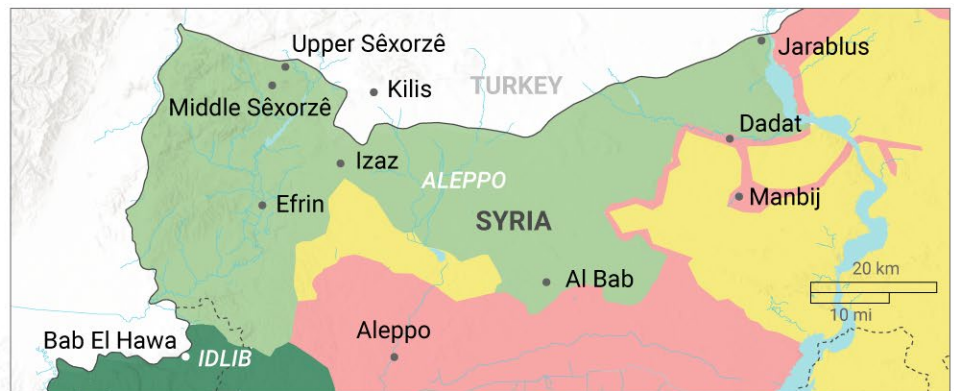 Upper Sêxorzê
Jarablus
Kilis
TURKEY
Middle Sêxorzê
Dadat
Izaz
ALEPPO
Manbij
Efrin
SYRIA
20 km
Al Bab
10 mi
Aleppo
Bab El Hawa
IDLIB